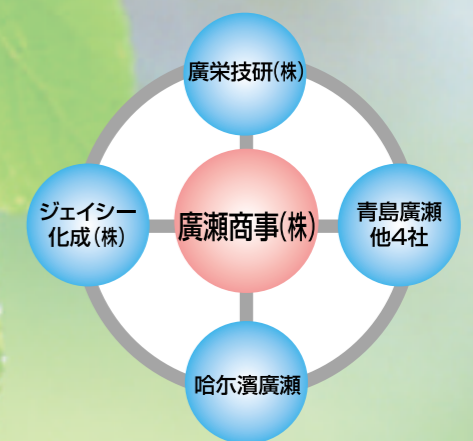 廣栄技研(株)
ジェイシー
化成(株)
廣瀬商事(株)
青島廣瀬
他4社
哈尔濱廣瀬